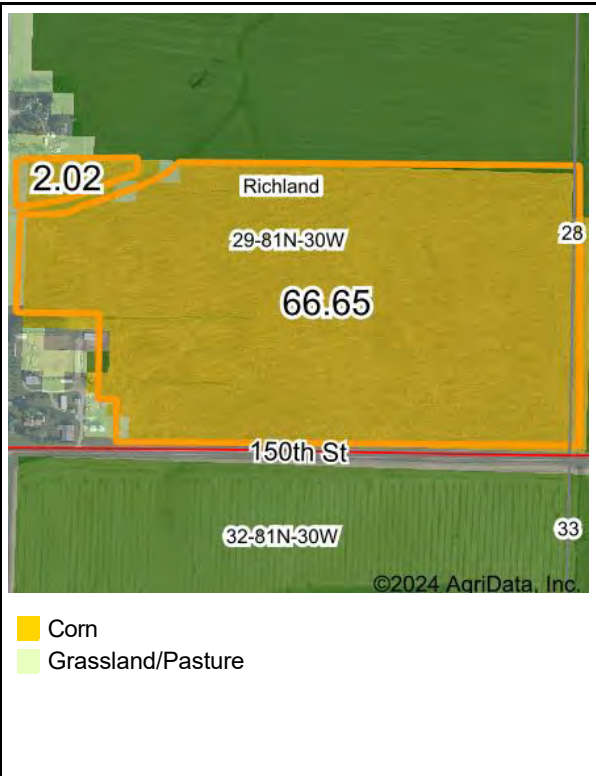 2.02
Richland
29-81N-30W
28
66.65
150th St
32-81N-30W
33
©2024 AgriData, Inc.
Corn
Grassland/Pasture